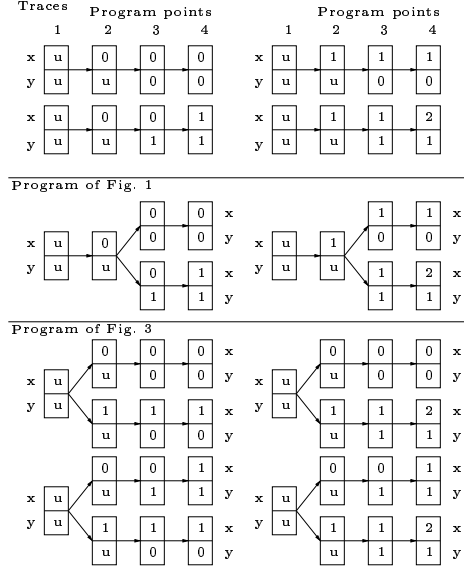 Traces
Program points Program points
1 2 3 4 1 2 3 4
x u 0 0 0 x u 1 1 1
y u u 0 0 y u u 0 0
x u 0 0 1 x u 1 1 2
y u u 1 1 y u u 1 1
Program of Fig. 1
0 0 x 1 1 x
x u 0 0 0 y x u 1 0 0 y
y u u 0 1 x y u u 1 2 x
1 1 y 1 1 y
Program of Fig. 3
0 0 0 x 0 0 0 x
x u u 0 0 y x u u 0 0 y
y u 1 1 1 x y u 1 1 2 x
u 0 0 y u 1 1 y
0 0 1 x 0 0 1 x
x u u 1 1 y x u u 1 1 y
y u 1 1 1 x y u 1 1 2 x
u 0 0 y u 1 1 y